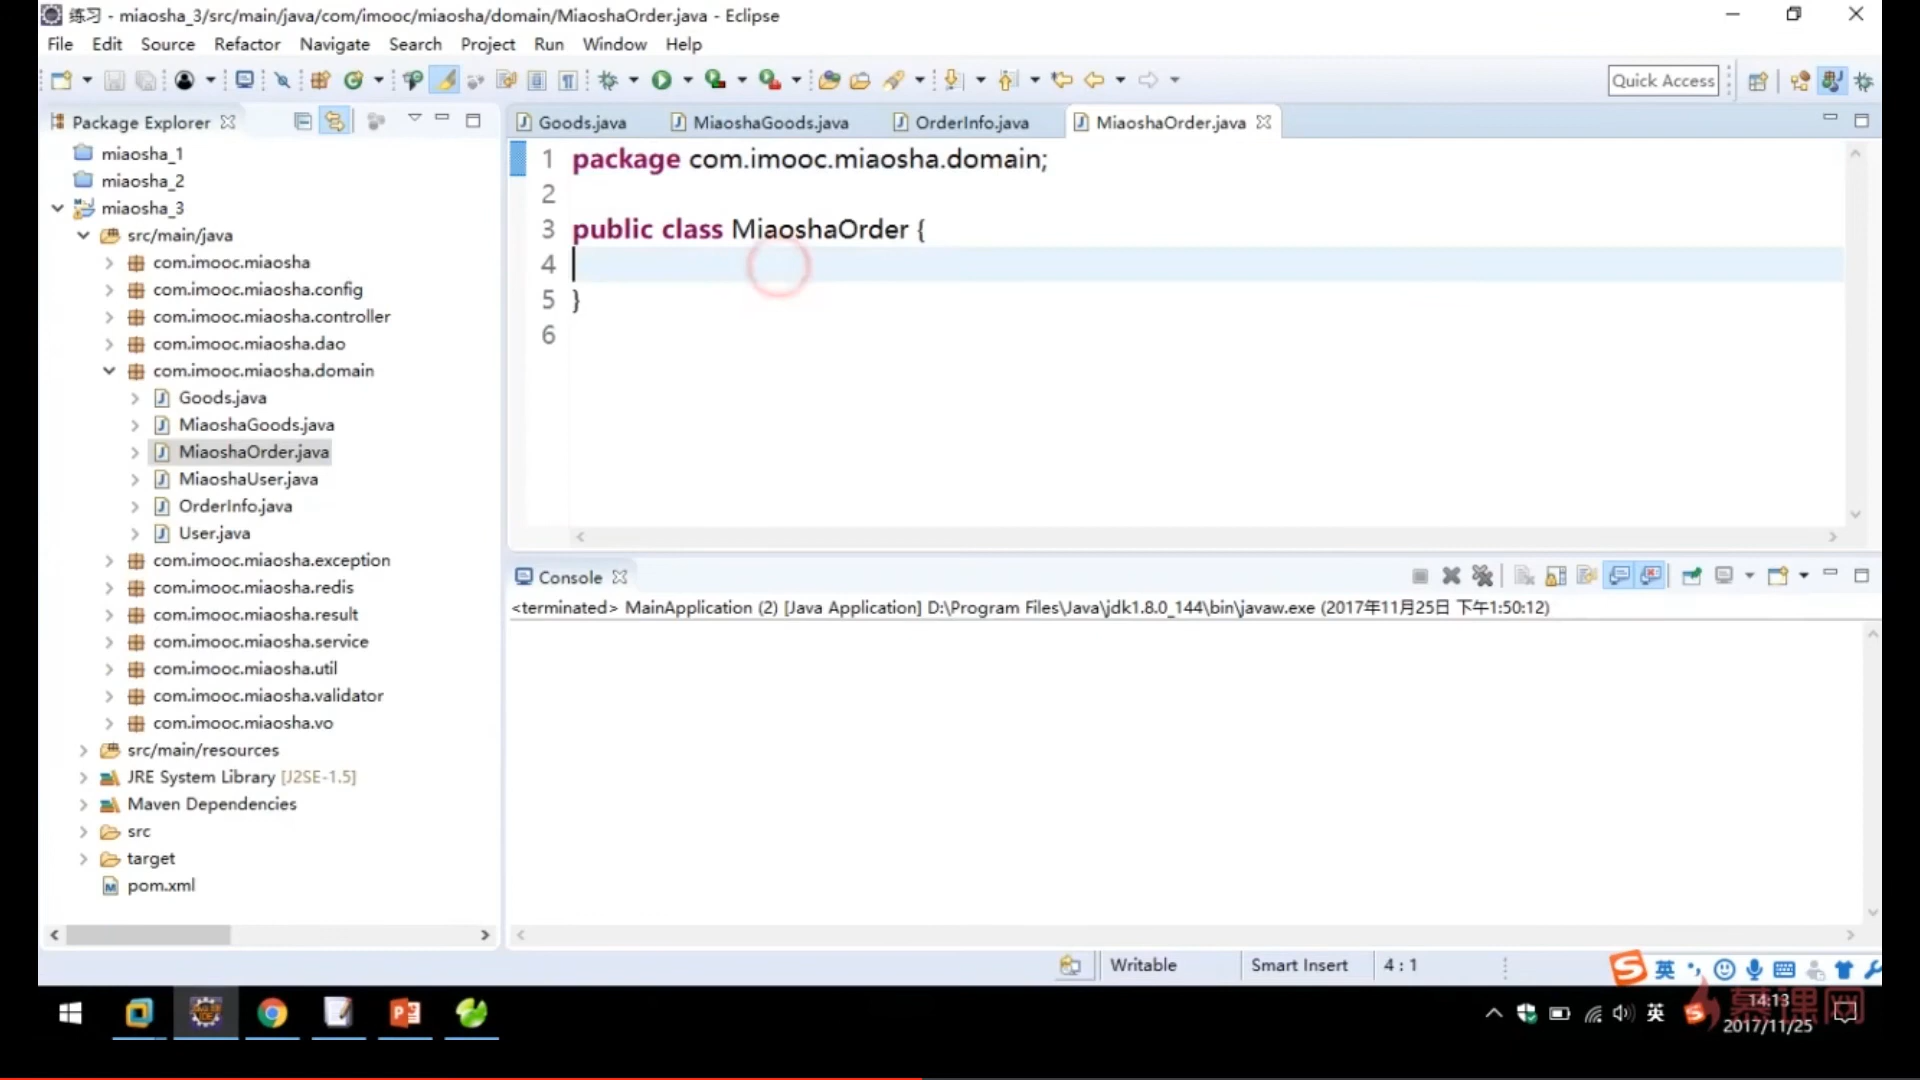 练习 - miaosha_3/src/main/java/com/imooc/miaosha/domain/MiaoshaOrder.java - Eclipse
File Edit Source Refactor Navigate Search Project Run Window Help
Quick Access
Package Explorer
miaosha_1
miaosha_2
miaosha_3
src/main/java
com.imooc.miaosha
com.imooc.miaosha.config
com.imooc.miaosha.controller
com.imooc.miaosha.dao
com.imooc.miaosha.domain
Goods.java
MiaoshaGoods.java
MiaoshaOrder.java
MiaoshaUser.java
OrderInfo.java
User.java
com.imooc.miaosha.exception
com.imooc.miaosha.redis
com.imooc.miaosha.result
com.imooc.miaosha.service
com.imooc.miaosha.util
com.imooc.miaosha.validator
com.imooc.miaosha.vo
src/main/resources
JRE System Library [J2SE-1.5]
Maven Dependencies
src
target
pom.xml
Goods.java MiaoshaGoods.java OrderInfo.java MiaoshaOrder.java
1 package com.imooc.miaosha.domain;
2
3 public class MiaoshaOrder {
4
5 }
6
Console
<terminated> MainApplication (2) [Java Application] D:\Program Files\Java\jdk1.8.0_144\bin\javaw.exe (2017年11月25日 下午1:50:12)
Writable Smart Insert 4 : 1
英
英
14:13
2017/11/25
慕课网